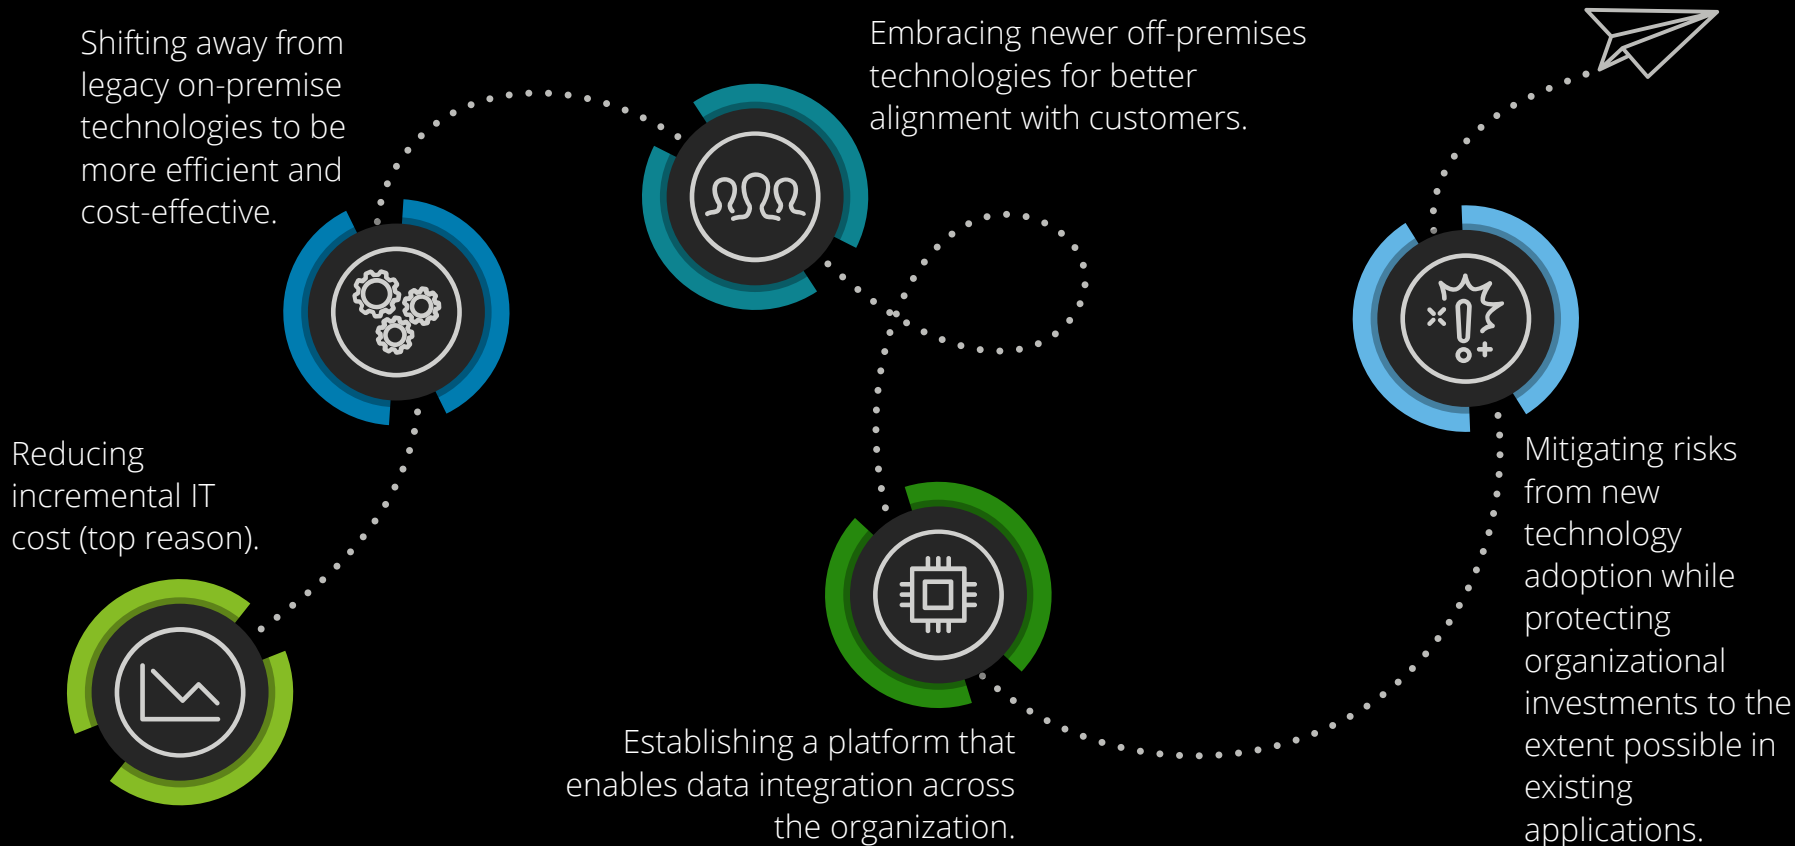 Shifting away from
legacy on-premise
technologies to be
more efficient and
cost-effective.
Embracing newer off-premises
technologies for better
alignment with customers.
Reducing
incremental IT
cost (top reason).
Establishing a platform that
enables data integration across
the organization.
Mitigating risks
from new
technology
adoption while
protecting
organizational
investments to the
extent possible in
existing
applications.